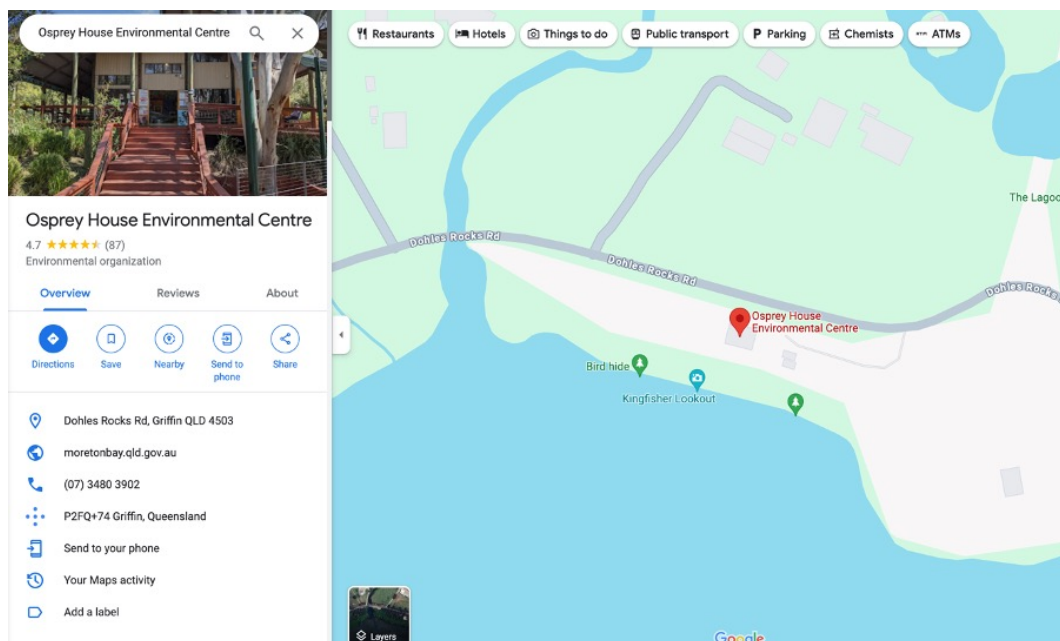 Osprey House Environmental Centre
Restaurants
Hotels
Things to do
Public transport
P Parking
Chemists
ATMs
Osprey House Environmental Centre
4.7 (87)
Environmental organization
Overview
Reviews
About
Directions
Save
Nearby
Send to
phone
Share
Dohles Rocks Rd, Griffin QLD 4503
moretonbay.qld.gov.au
(07) 3480 3902
P2FQ+74 Griffin, Queensland
Send to your phone
Your Maps activity
Add a label
The Lagoo
Dohles Rocks Rd
Dohles Rocks Rd
Dohles Rocks
Osprey House
Environmental Centre
Bird hide
Kingfisher Lookout
Layers
Google